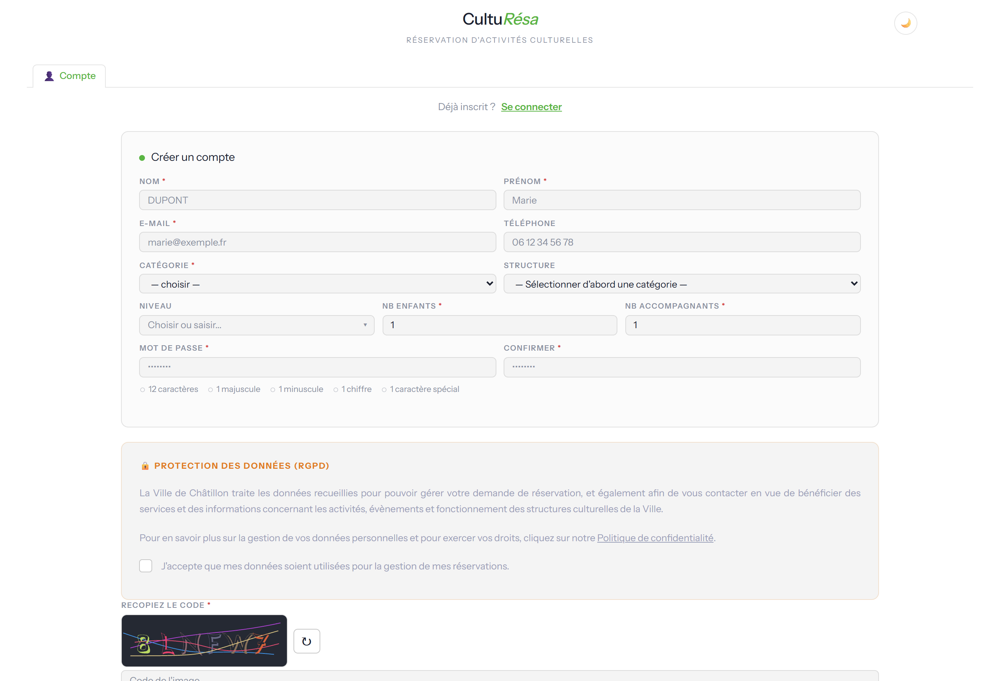 CultuRésa
RÉSERVATION D'ACTIVITÉS CULTURELLES
Compte
Déjà inscrit ? Se connecter
Créer un compte
NOM * PRÉNOM *
DUPONT Marie
E-MAIL * TÉLÉPHONE
marie@exemple.fr 06 12 34 56 78
CATÉGORIE * STRUCTURE
— choisir — — Sélectionner d'abord une catégorie —
NIVEAU NB ENFANTS * NB ACCOMPAGNANTS *
Choisir ou saisir... 1 1
MOT DE PASSE * CONFIRMER *
12 caractères 1 majuscule 1 minuscule 1 chiffre 1 caractère spécial
PROTECTION DES DONNÉES (RGPD)
La Ville de Châtillon traite les données recueillies pour pouvoir gérer votre demande de réservation, et également afin de vous contacter en vue de bénéficier des
services et des informations concernant les activités, évènements et fonctionnement des structures culturelles de la Ville.
Pour en savoir plus sur la gestion de vos données personnelles et pour exercer vos droits, cliquez sur notre Politique de confidentialité.
J'accepte que mes données soient utilisées pour la gestion de mes réservations.
RECOPIEZ LE CODE *
Code de l'image